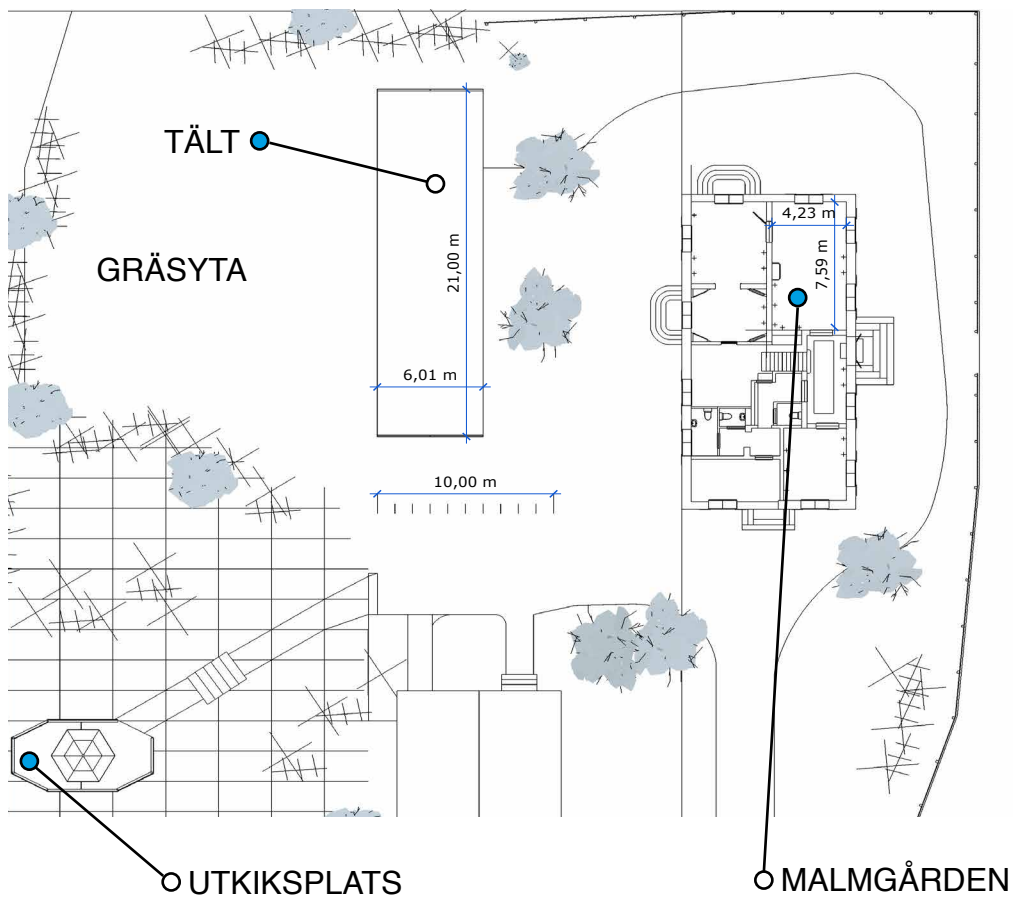 TÄLT
4,23 m
7,59 m
21,00 m
GRÄSYTA
6,01 m
10,00 m
UTKIKSPLATS
MALMGÅRDEN